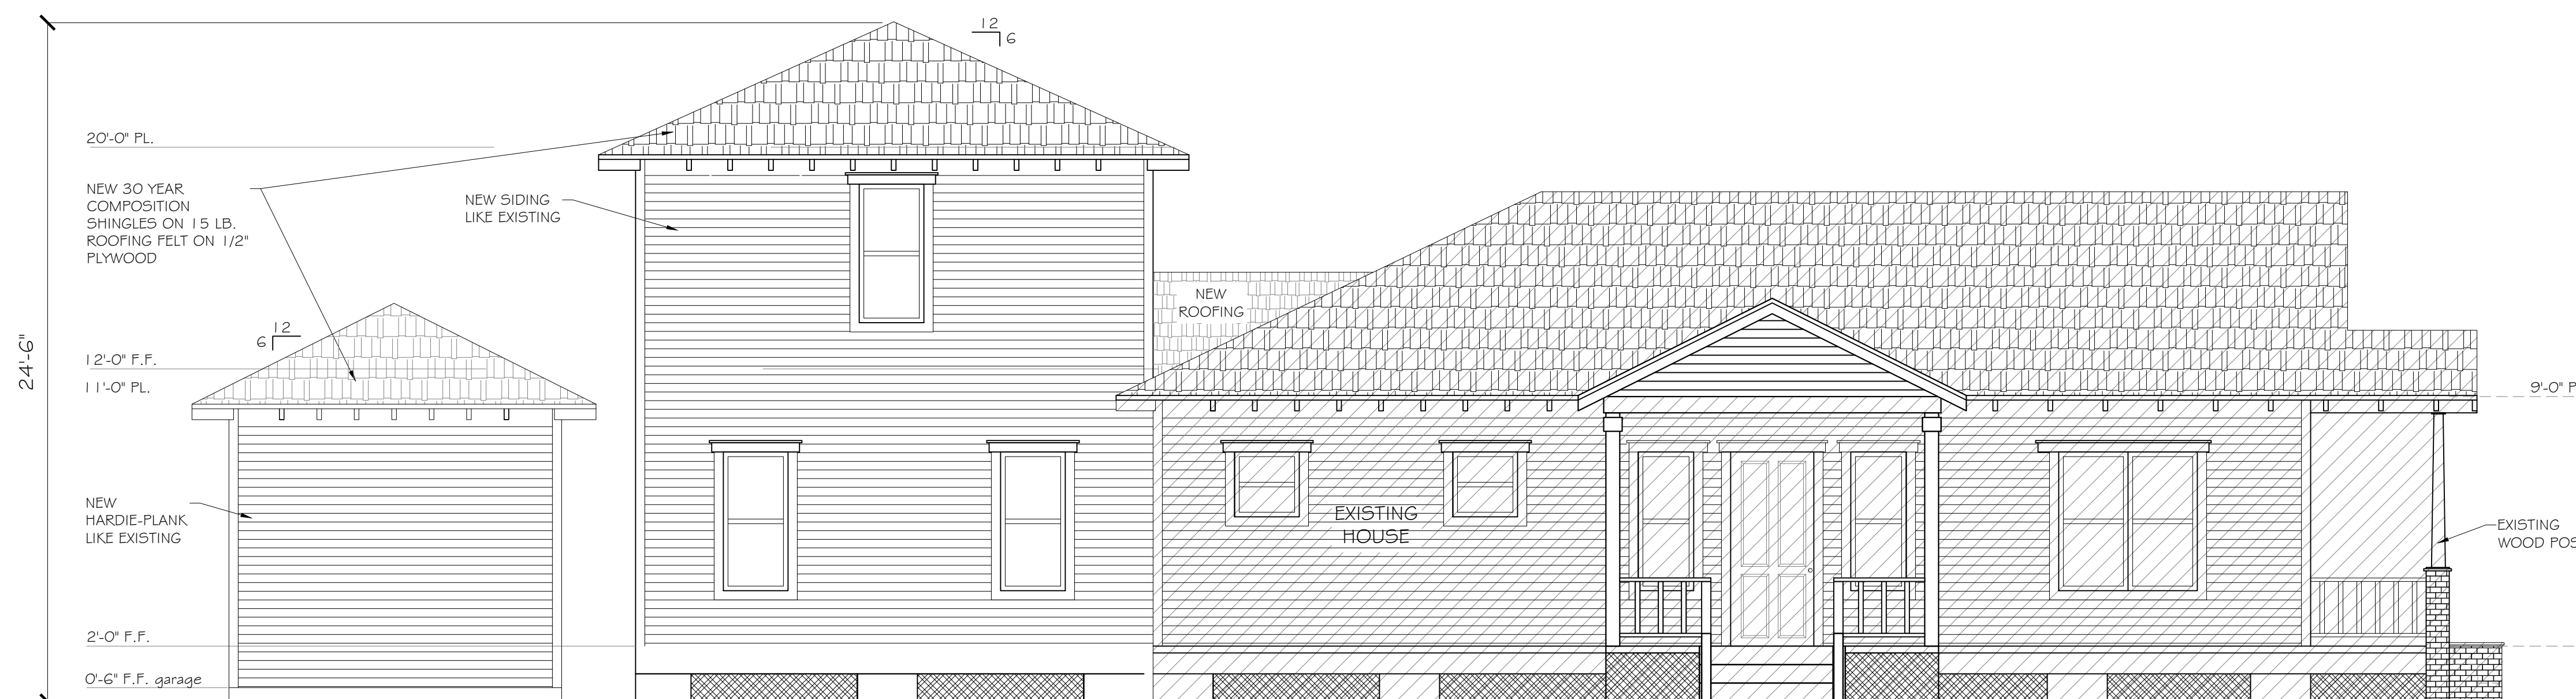 12
6
20'-0" PL.
NEW 30 YEAR
COMPOSITION
SHINGLES ON 15 LB.
ROOFING FELT ON 1/2"
PLYWOOD
NEW SIDING
LIKE EXISTING
NEW
ROOFING
12
6
24'-6"
12'-0" F.F.
11'-0" PL.
9'-0" P
NEW
HARDIE-PLANK
LIKE EXISTING
EXISTING
HOUSE
EXISTING
WOOD POS
2'-0" F.F.
0'-6" F.F. garage